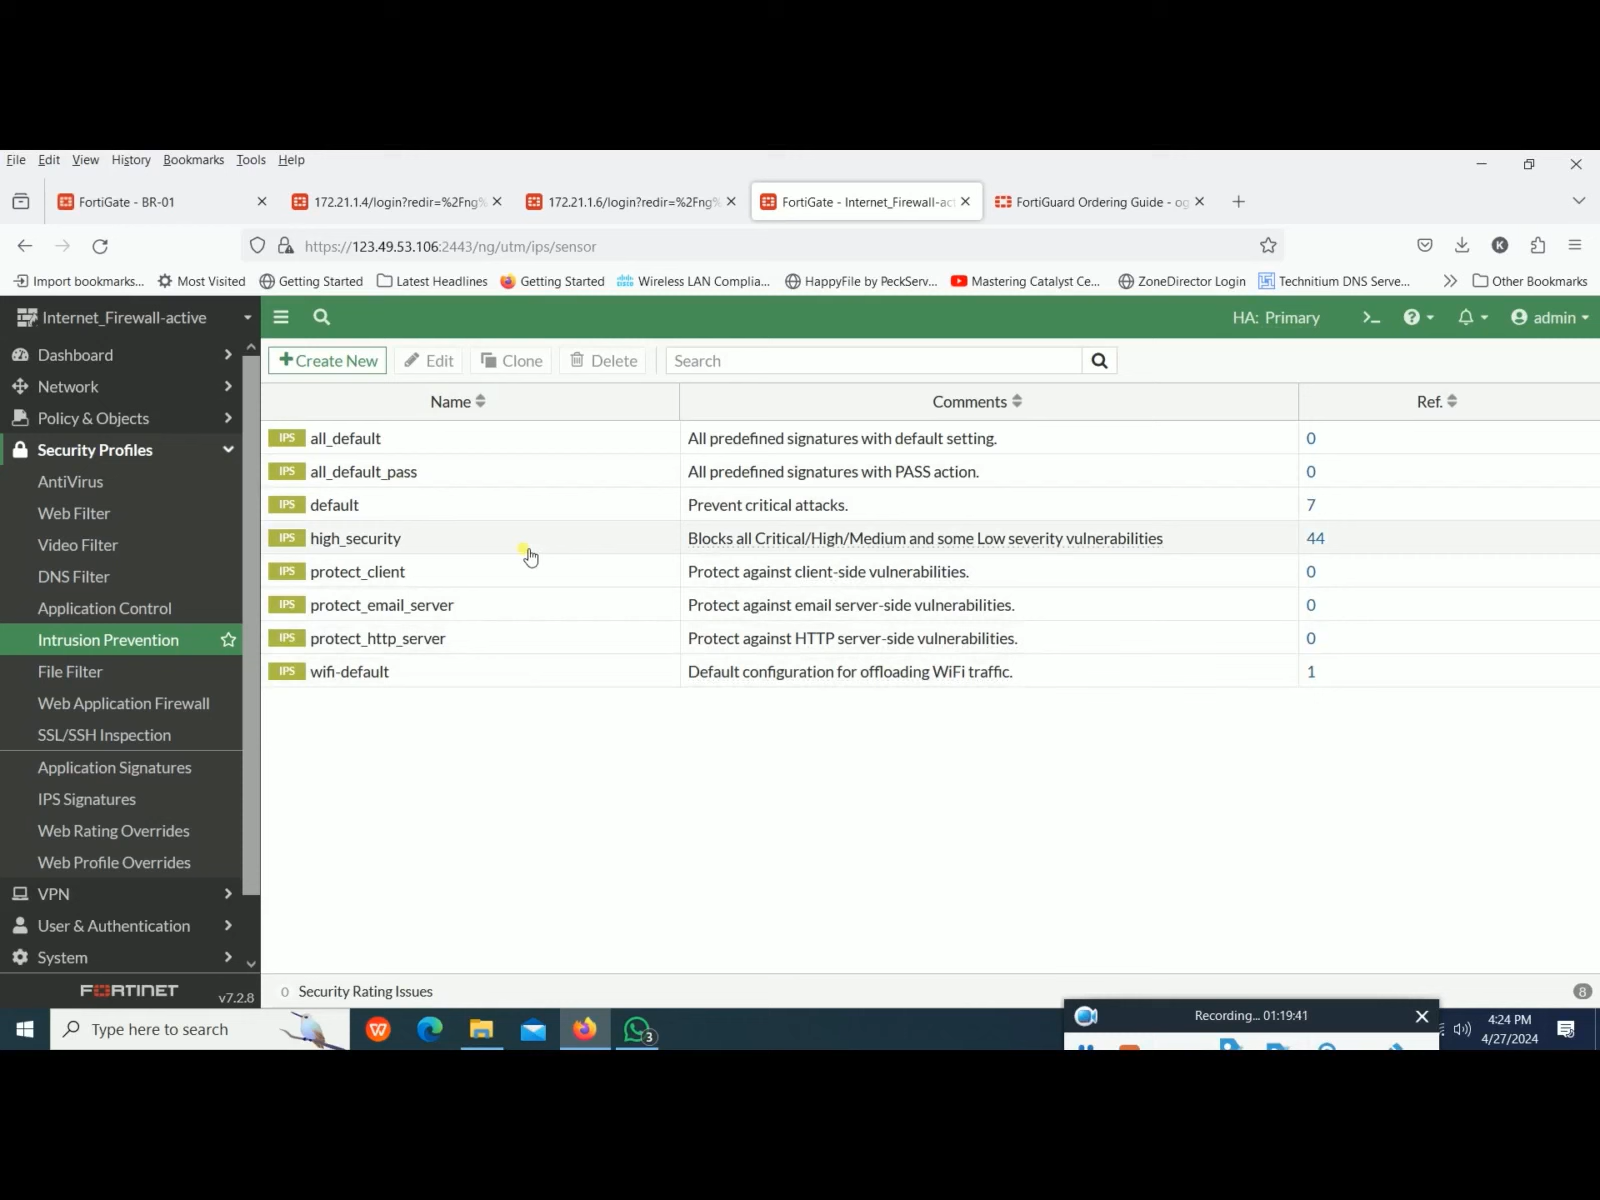 File Edit View History Bookmarks Tools Help
FortiGate - BR-01
172.21.1.4/login?redir=%2Fng%
172.21.1.6/login?redir=%2Fng%
FortiGate - Internet_Firewall-act
FortiGuard Ordering Guide - og
https://123.49.53.106:2443/ng/utm/ips/sensor
K
Import bookmarks...
Most Visited
Getting Started
Latest Headlines
Getting Started
Wireless LAN Complia...
HappyFile by PeckServ...
Mastering Catalyst Ce...
ZoneDirector Login
Technitium DNS Serve...
Other Bookmarks
Internet_Firewall-active
HA: Primary
>_
admin
Dashboard
Network
Policy & Objects
Security Profiles
AntiVirus
Web Filter
Video Filter
DNS Filter
Application Control
Intrusion Prevention
File Filter
Web Application Firewall
SSL/SSH Inspection
Application Signatures
IPS Signatures
Web Rating Overrides
Web Profile Overrides
VPN
User & Authentication
System
FORTINET v7.2.8
+Create New Edit Clone Delete Search
Name Comments Ref.
IPS all_default All predefined signatures with default setting. 0
IPS all_default_pass All predefined signatures with PASS action. 0
IPS default Prevent critical attacks. 7
IPS high_security Blocks all Critical/High/Medium and some Low severity vulnerabilities 44
IPS protect_client Protect against client-side vulnerabilities. 0
IPS protect_email_server Protect against email server-side vulnerabilities. 0
IPS protect_http_server Protect against HTTP server-side vulnerabilities. 0
IPS wifi-default Default configuration for offloading WiFi traffic. 1
0 Security Rating Issues 8
Type here to search
W
3
Recording... 01:19:41
4:24 PM
4/27/2024